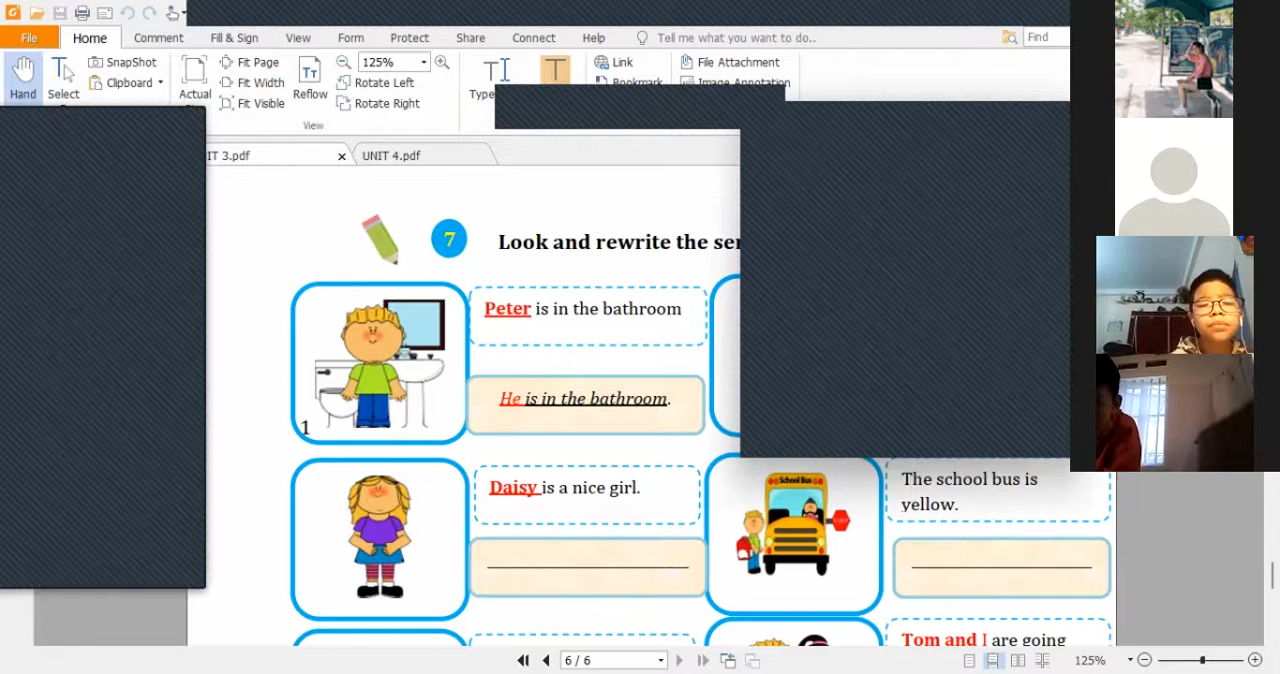 File Home Comment Fill & Sign View Form Protect Share Connect Help Tell me what you want to do.. Find
SnapShot
Clipboard
Hand Select
Actual
Fit Page
Fit Width
Fit Visible
Reflow
125%
Rotate Left
Rotate Right
View
Link
Bookmark
File Attachment
Image Annotation
3.pdf x UNIT 4.pdf
7 Look and rewrite the
Peter is in the bathroom
He is in the bathroom.
1
Daisy is a nice girl.
School Bus
The school bus is
yellow.
Tom and I are going
6 / 6
125%